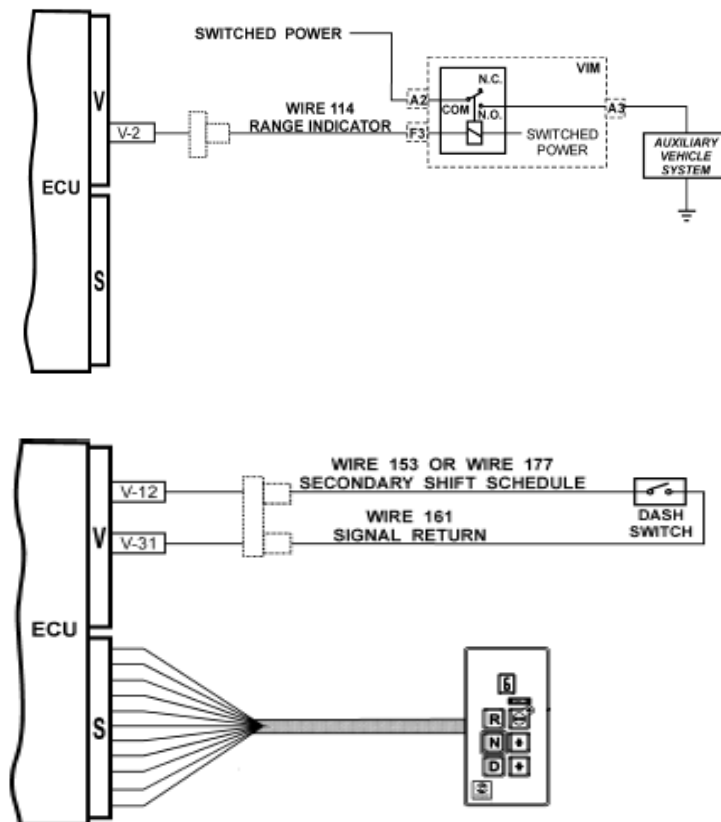 SWITCHED POWER
V
N.C.
VIM
A2
COM
A3
WIRE 114
RANGE INDICATOR
N.O.
V-2
F3
SWITCHED
POWER
AUXILIARY
VEHICLE
SYSTEM
ECU
S
WIRE 153 OR WIRE 177
SECONDARY SHIFT SCHEDULE
V-12
WIRE 161
SIGNAL RETURN
DASH
SWITCH
V
V-31
ECU
S
6
R
N
D